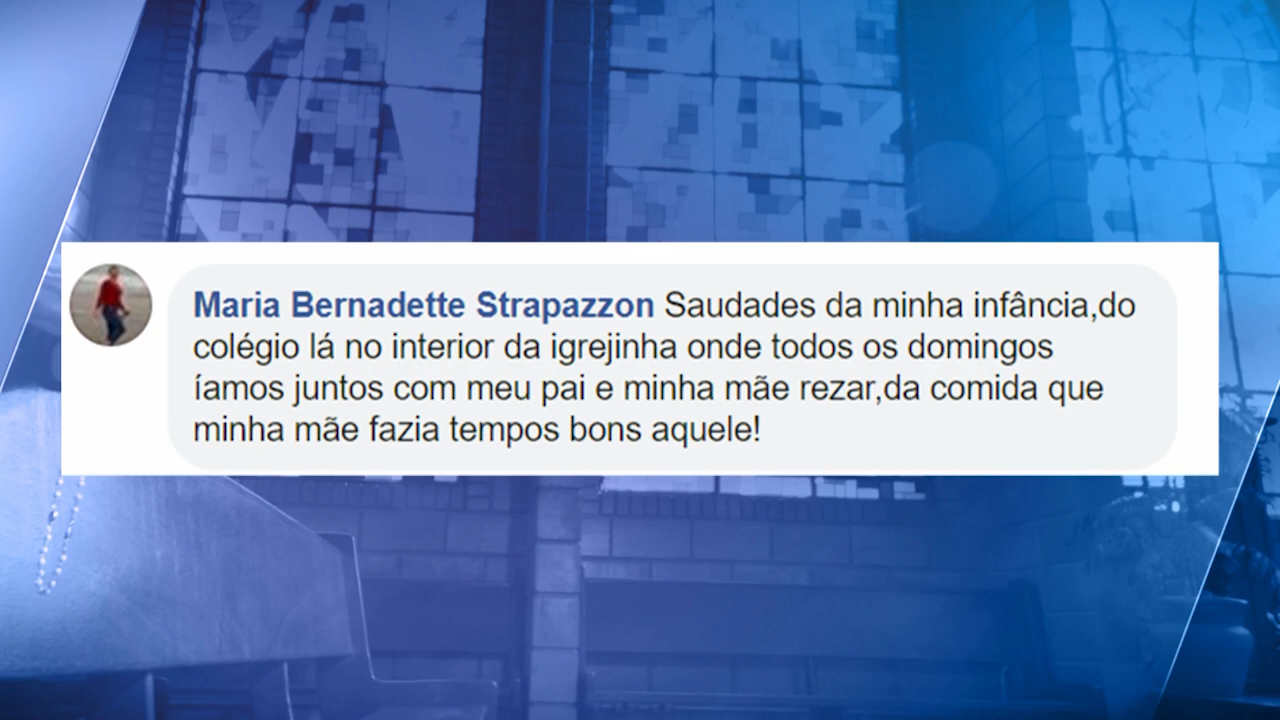 Maria Bernadette Strapazzon Saudades da minha infância,do
colégio lá no interior da igrejinha onde todos os domingos
íamos juntos com meu pai e minha mãe rezar,da comida que
minha mãe fazia tempos bons aquele!